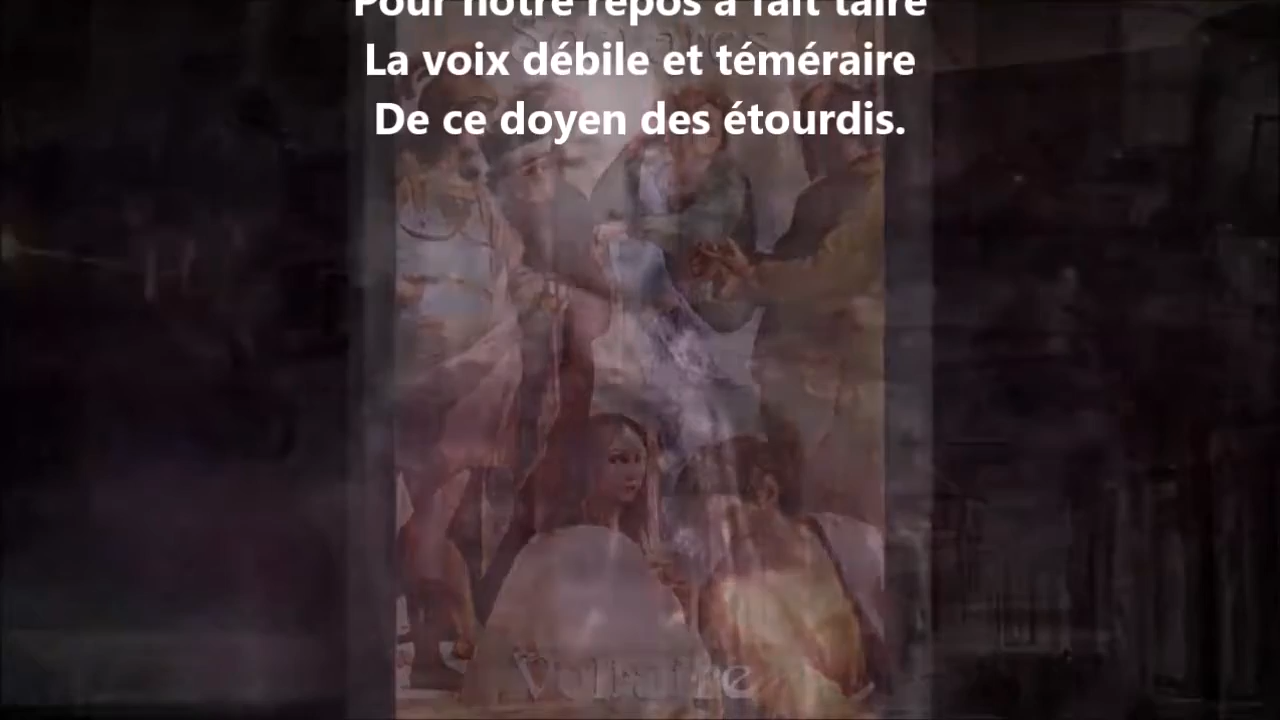 Pour notre repos a fait taire
La voix débile et téméraire
De ce doyen des étourdis.
Voltaire